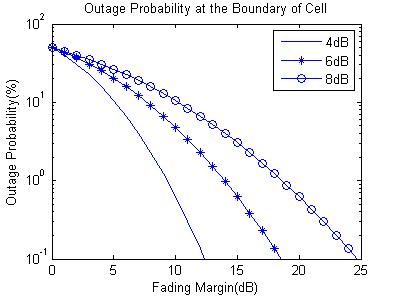 Outage Probability at the Boundary of Cell
10^2
10^1
10^0
10^-1
Outage Probability(%)
4dB
6dB
8dB
0 5 10 15 20 25
Fading Margin(dB)